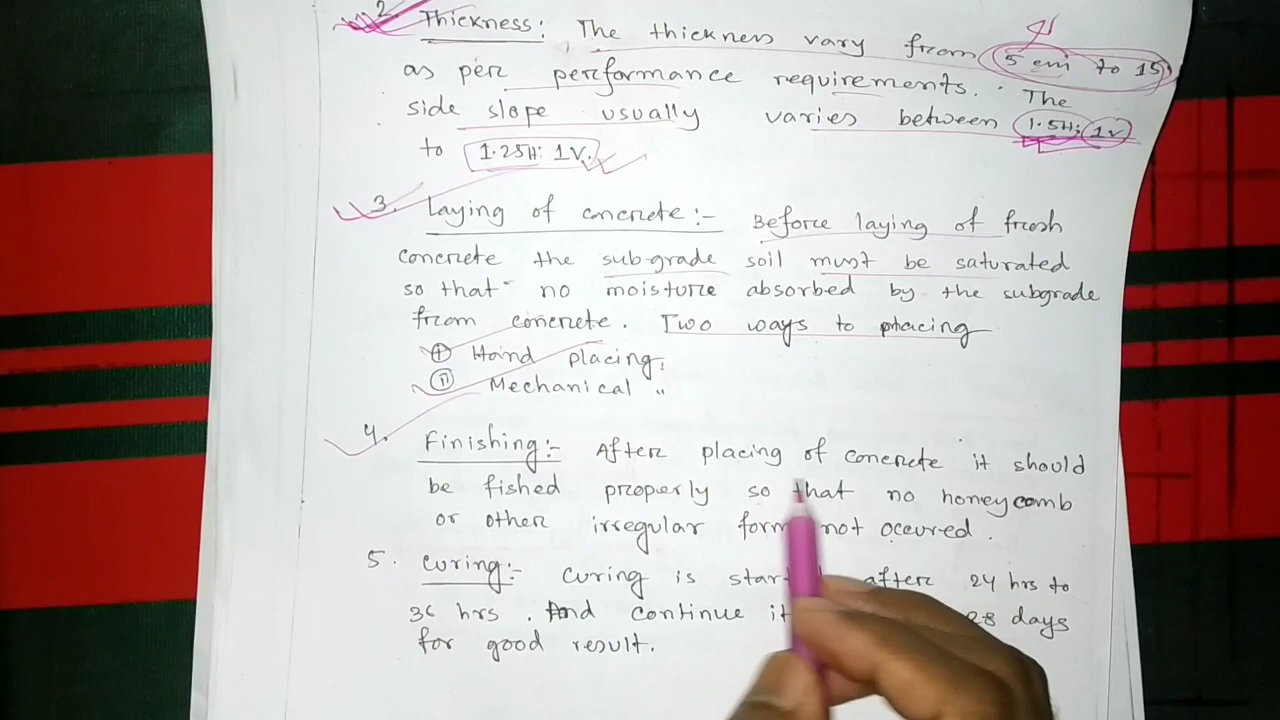 2. Thickness: The thickness vary from 5 cm to 15
as per performance requirements. The
side slope usually varies between 1.5H: 1V
to 1.25H: 1V.
3. Laying of concrete:- Before laying of fresh
concrete the subgrade soil must be saturated
so that no moisture absorbed by the subgrade
from concrete. Two ways to placing
(i) Hand placing.
(ii) Mechanical "
4. Finishing:- After placing of concrete it should
be fished properly so that no honeycomb
or other irregular form not occured.
5. Curing:- Curing is after 24 hrs to
36 hrs. And continue it 28 days
for good result.